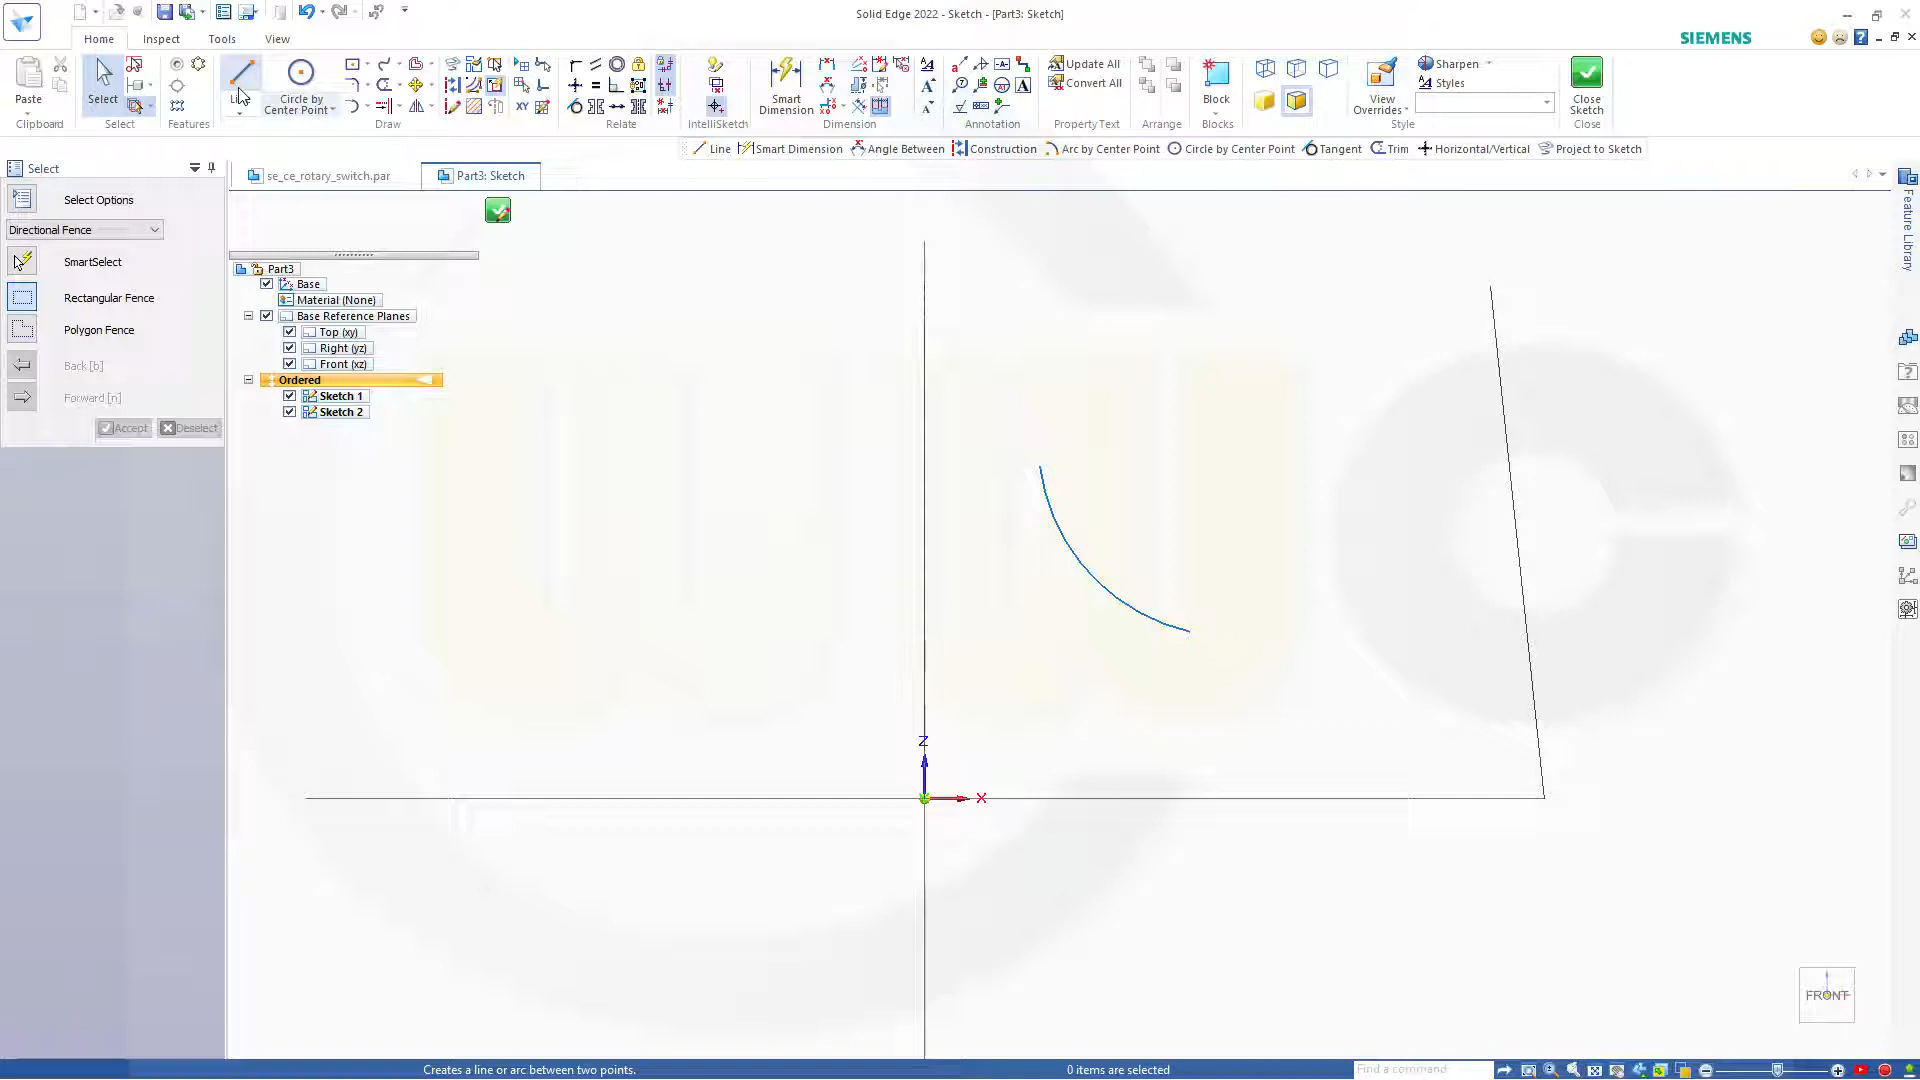 Solid Edge 2022 - Sketch - [Part3: Sketch]
Home Inspect Tools View
SIEMENS
Paste
Clipboard
Select
Select
Features
Circle by
Center Point
Draw
Relate
IntelliSketch
Smart
Dimension
Dimension
Annotation
Update All
Convert All
Property Text
Arrange
Block
Blocks
View
Overrides
Sharpen
Styles
Style
Close
Sketch
Close
Line Smart Dimension Angle Between Construction Arc by Center Point Circle by Center Point Tangent Trim Horizontal/Vertical Project to Sketch
Select
se_ce_rotary_switch.par
Part3: Sketch
Select Options
Directional Fence
SmartSelect
Rectangular Fence
Polygon Fence
Back [b]
Forward [n]
Accept Deselect
Part3
Base
Material (None)
Base Reference Planes
Top (xy)
Right (yz)
Front (xz)
Ordered
Sketch 1
Sketch 2
Feature Library
Z
X
FRONT
Creates a line or arc between two points.
0 items are selected
Find a command